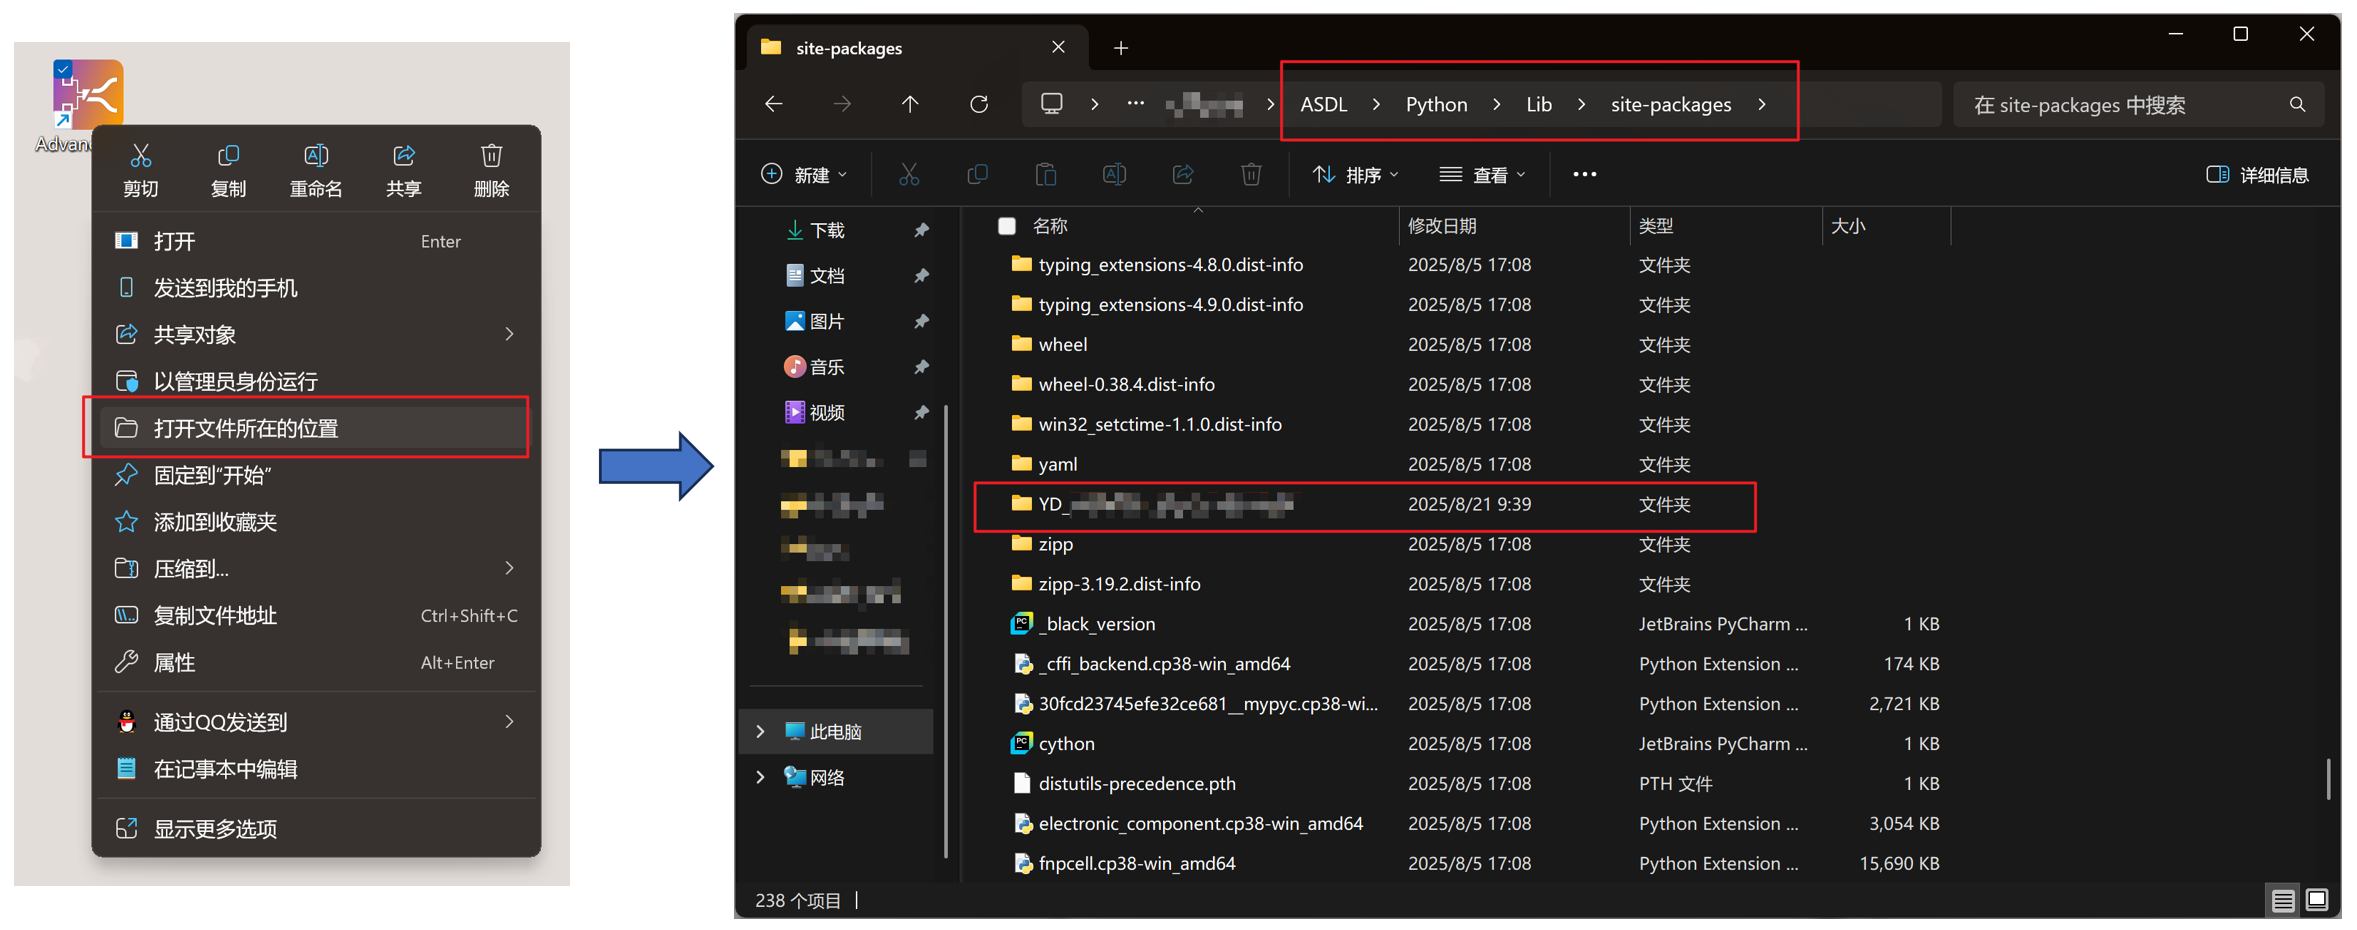 Advan
剪切 复制 重命名 共享 删除
打开 Enter
发送到我的手机
共享对象
以管理员身份运行
打开文件所在的位置
固定到“开始”
添加到收藏夹
压缩到...
复制文件地址 Ctrl+Shift+C
属性 Alt+Enter
通过QQ发送到
在记事本中编辑
显示更多选项
site-packages
ASDL Python Lib site-packages
在 site-packages 中搜索
新建 排序 查看 ... 详细信息
下载
文档
图片
音乐
视频
此电脑
网络
名称 修改日期 类型 大小
typing_extensions-4.8.0.dist-info 2025/8/5 17:08 文件夹
typing_extensions-4.9.0.dist-info 2025/8/5 17:08 文件夹
wheel 2025/8/5 17:08 文件夹
wheel-0.38.4.dist-info 2025/8/5 17:08 文件夹
win32_setctime-1.1.0.dist-info 2025/8/5 17:08 文件夹
yaml 2025/8/5 17:08 文件夹
YD_ 2025/8/21 9:39 文件夹
zipp 2025/8/5 17:08 文件夹
zipp-3.19.2.dist-info 2025/8/5 17:08 文件夹
_black_version 2025/8/5 17:08 JetBrains PyCharm ... 1 KB
_cffi_backend.cp38-win_amd64 2025/8/5 17:08 Python Extension ... 174 KB
30fcd23745efe32ce681__mypyc.cp38-wi... 2025/8/5 17:08 Python Extension ... 2,721 KB
cython 2025/8/5 17:08 JetBrains PyCharm ... 1 KB
distutils-precedence.pth 2025/8/5 17:08 PTH 文件 1 KB
electronic_component.cp38-win_amd64 2025/8/5 17:08 Python Extension ... 3,054 KB
fnpcell.cp38-win_amd64 2025/8/5 17:08 Python Extension ... 15,690 KB
238 个项目